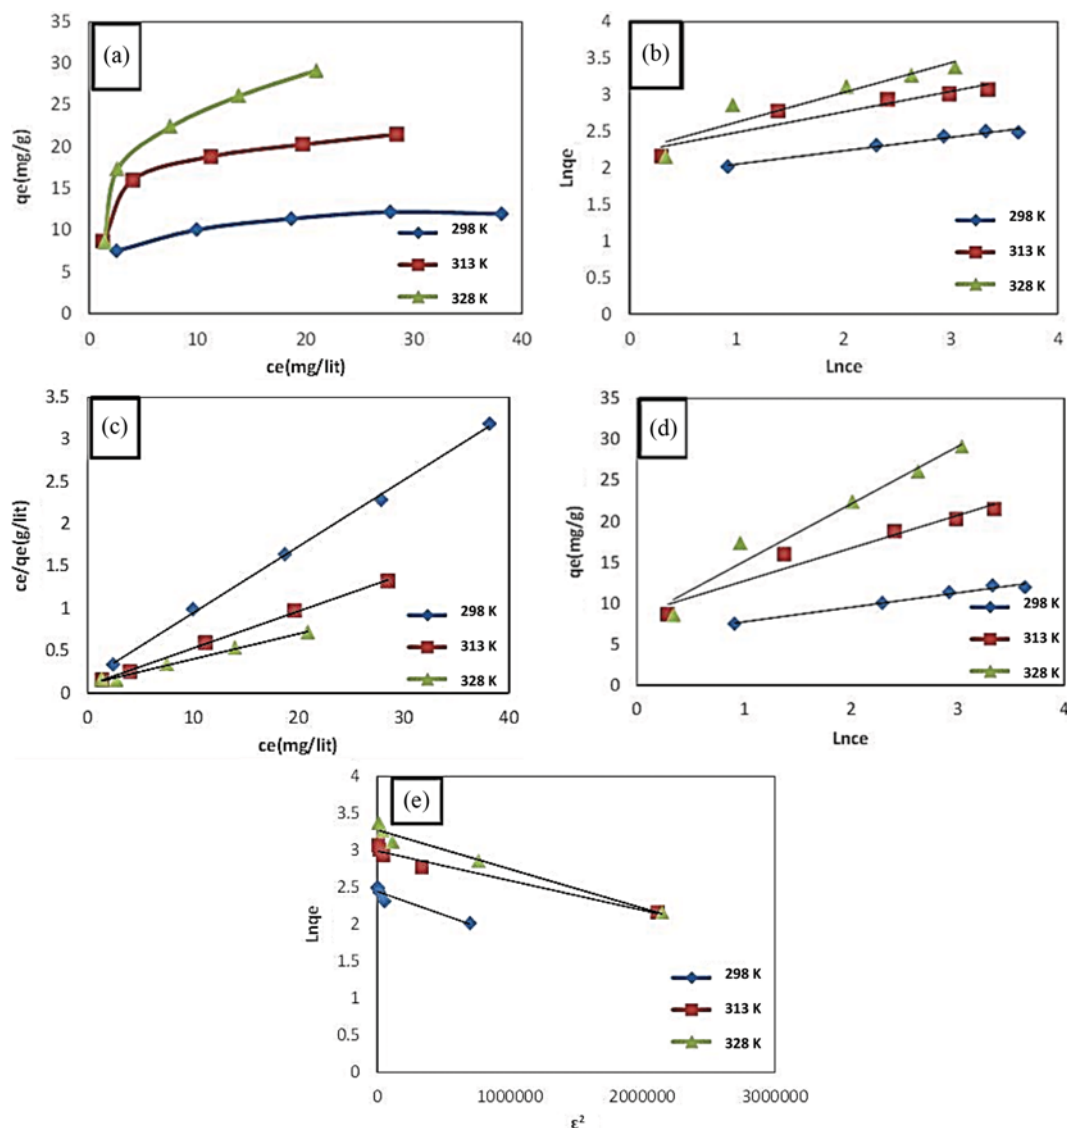 (a)
qe(mg/g)
35
30
25
20
15
10
5
0
0 10 20 30 40
ce(mg/lit)
298 K
313 K
328 K
(b)
Lnqe
4
3.5
3
2.5
2
1.5
1
0.5
0
0 1 2 3 4
Lnce
298 K
313 K
328 K
(c)
ce/qe(g/lit)
3.5
3
2.5
2
1.5
1
0.5
0
0 10 20 30 40
ce(mg/lit)
298 K
313 K
328 K
(d)
qe(mg/g)
35
30
25
20
15
10
5
0
0 1 2 3 4
Lnce
298 K
313 K
328 K
(e)
Lnqe
4
3.5
3
2.5
2
1.5
1
0.5
0
0 1000000 2000000 3000000
ε²
298 K
313 K
328 K